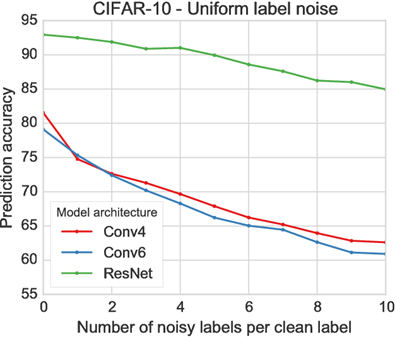 CIFAR-10 - Uniform label noise
Prediction accuracy
95
90
85
80
75
70
65
60
55
Model architecture
Conv4
Conv6
ResNet
0 2 4 6 8 10
Number of noisy labels per clean label